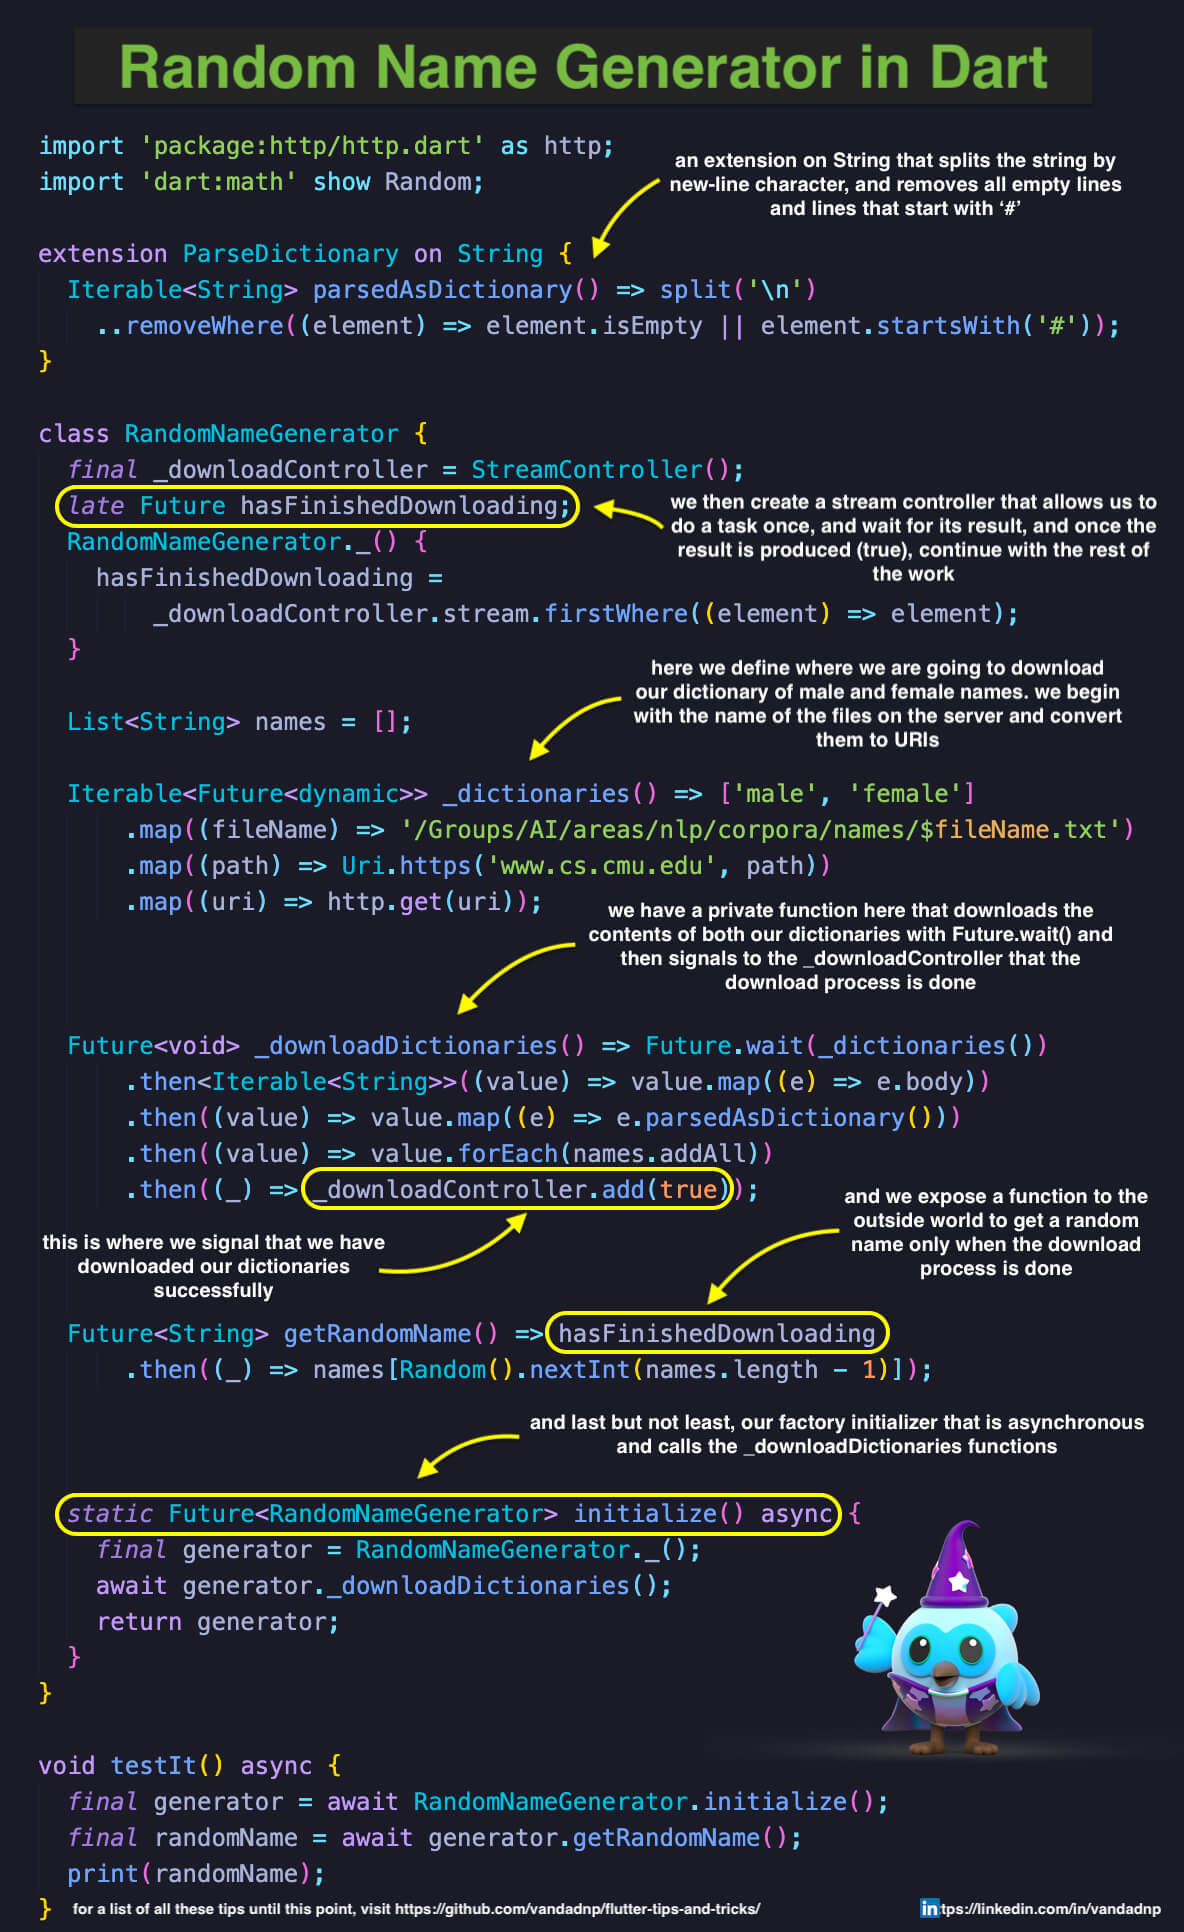 Random Name Generator in Dart
import 'package:http/http.dart' as http;
import 'dart:math' show Random;
an extension on String that splits the string by
new-line character, and removes all empty lines
and lines that start with ‘#’
extension ParseDictionary on String {
Iterable<String> parsedAsDictionary() => split('\n')
..removeWhere((element) => element.isEmpty || element.startsWith('#'));
}
class RandomNameGenerator {
final _downloadController = StreamController();
late Future hasFinishedDownloading;
we then create a stream controller that allows us to
do a task once, and wait for its result, and once the
result is produced (true), continue with the rest of
the work
RandomNameGenerator._() {
hasFinishedDownloading =
_downloadController.stream.firstWhere((element) => element);
}
here we define where we are going to download
our dictionary of male and female names. we begin
with the name of the files on the server and convert
them to URIs
List<String> names = [];
Iterable<Future<dynamic>> _dictionaries() => ['male', 'female']
.map((fileName) => '/Groups/AI/areas/nlp/corpora/names/$fileName.txt')
.map((path) => Uri.https('www.cs.cmu.edu', path))
.map((uri) => http.get(uri));
we have a private function here that downloads the
contents of both our dictionaries with Future.wait() and
then signals to the _downloadController that the
download process is done
Future<void> _downloadDictionaries() => Future.wait(_dictionaries())
.then<Iterable<String>>((value) => value.map((e) => e.body))
.then((value) => value.map((e) => e.parsedAsDictionary()))
.then((value) => value.forEach(names.addAll))
.then((_) => _downloadController.add(true));
this is where we signal that we have
downloaded our dictionaries
successfully
and we expose a function to the
outside world to get a random
name only when the download
process is done
Future<String> getRandomName() => hasFinishedDownloading
.then((_) => names[Random().nextInt(names.length - 1)]);
and last but not least, our factory initializer that is asynchronous
and calls the _downloadDictionaries functions
static Future<RandomNameGenerator> initialize() async {
final generator = RandomNameGenerator._();
await generator._downloadDictionaries();
return generator;
}
}
void testIt() async {
final generator = await RandomNameGenerator.initialize();
final randomName = await generator.getRandomName();
print(randomName);
}
for a list of all these tips until this point, visit https://github.com/vandadnp/flutter-tips-and-tricks/
in tps://linkedin.com/in/vandadnp